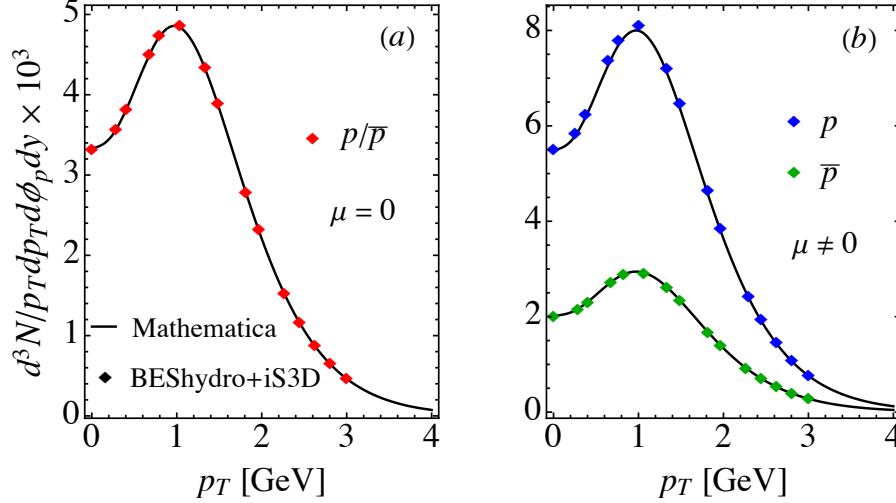 d³N/p_T dp_T dϕ_p dy × 10³
5
4
3
2
1
0
(a)
p/p̅
μ = 0
Mathematica
BEShydro+iS3D
0 1 2 3 4
p_T [GeV]
8
6
4
2
0
(b)
p
p̅
μ ≠ 0
0 1 2 3 4
p_T [GeV]